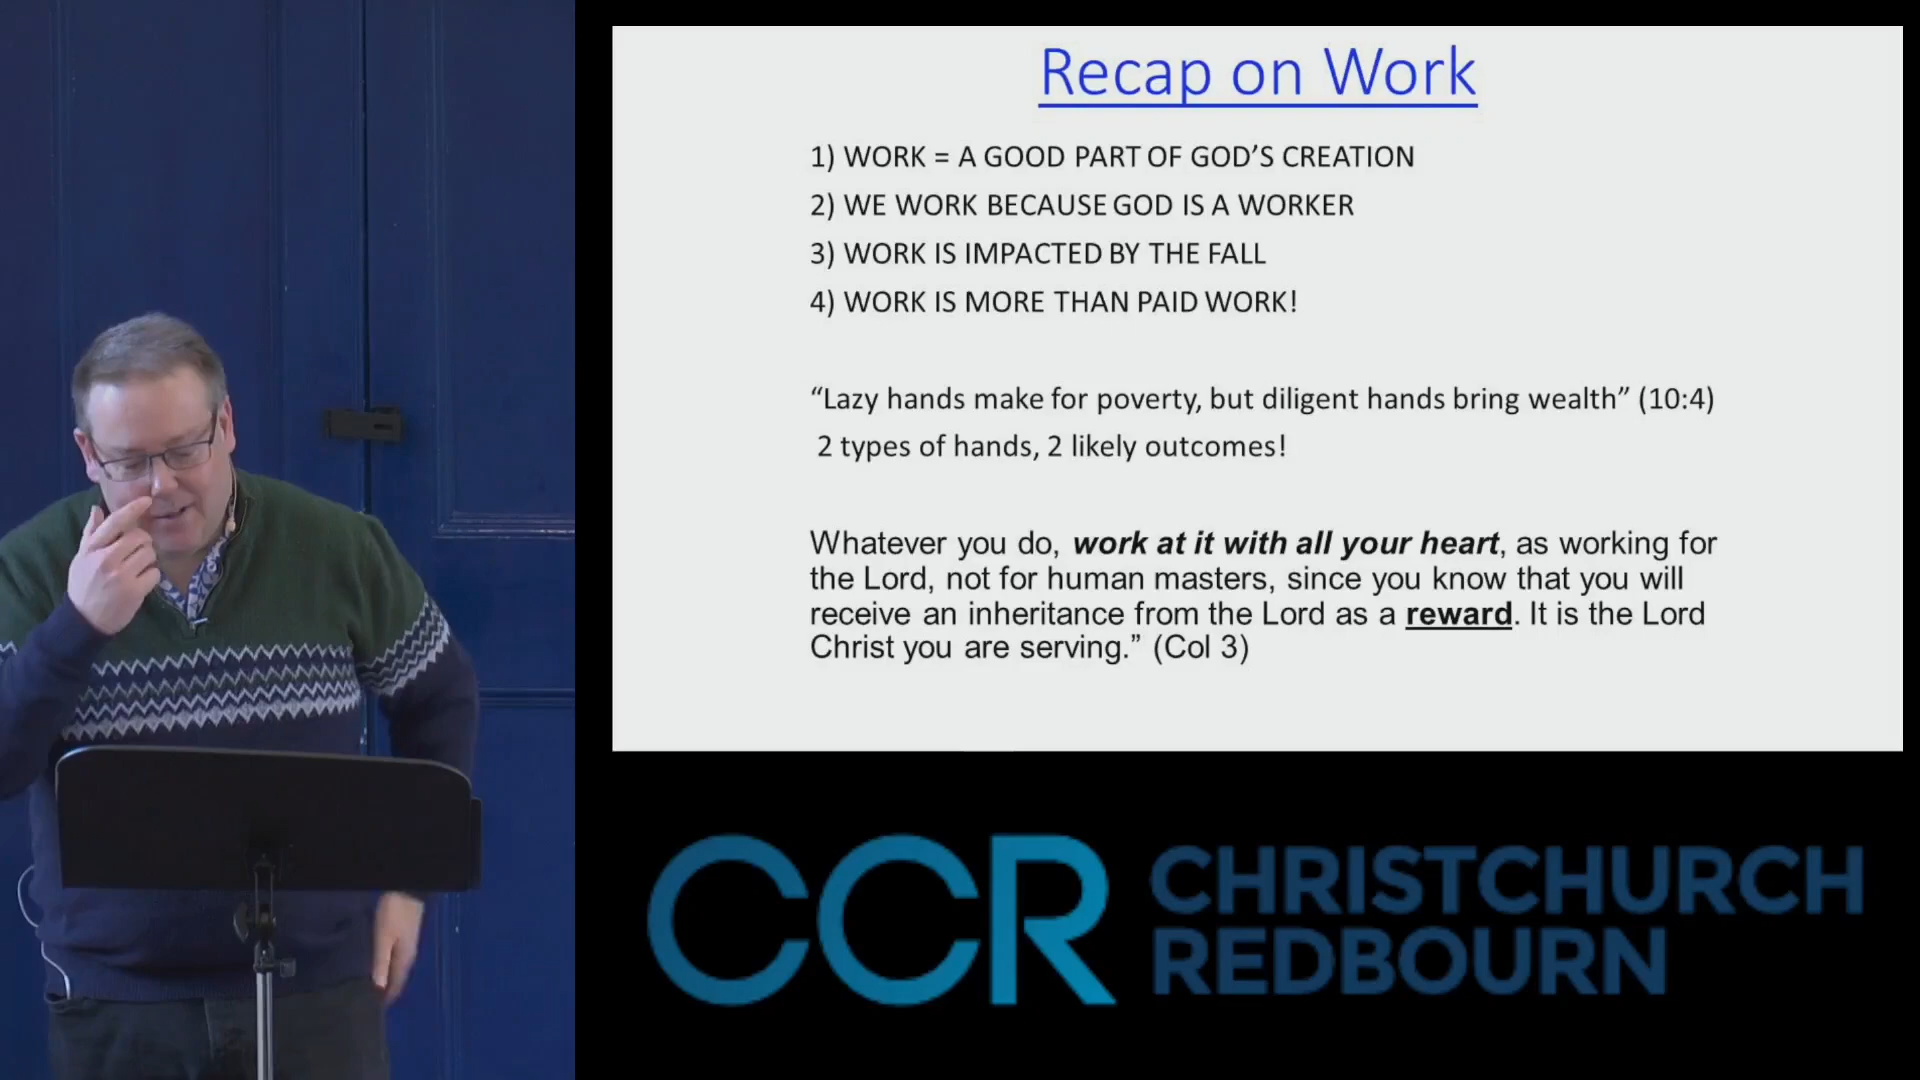 Recap on Work
1) WORK = A GOOD PART OF GOD’S CREATION
2) WE WORK BECAUSE GOD IS A WORKER
3) WORK IS IMPACTED BY THE FALL
4) WORK IS MORE THAN PAID WORK!
“Lazy hands make for poverty, but diligent hands bring wealth” (10:4)
2 types of hands, 2 likely outcomes!
Whatever you do, work at it with all your heart, as working for
the Lord, not for human masters, since you know that you will
receive an inheritance from the Lord as a reward. It is the Lord
Christ you are serving.” (Col 3)
CCR CHRISTCHURCH
REDBOURN